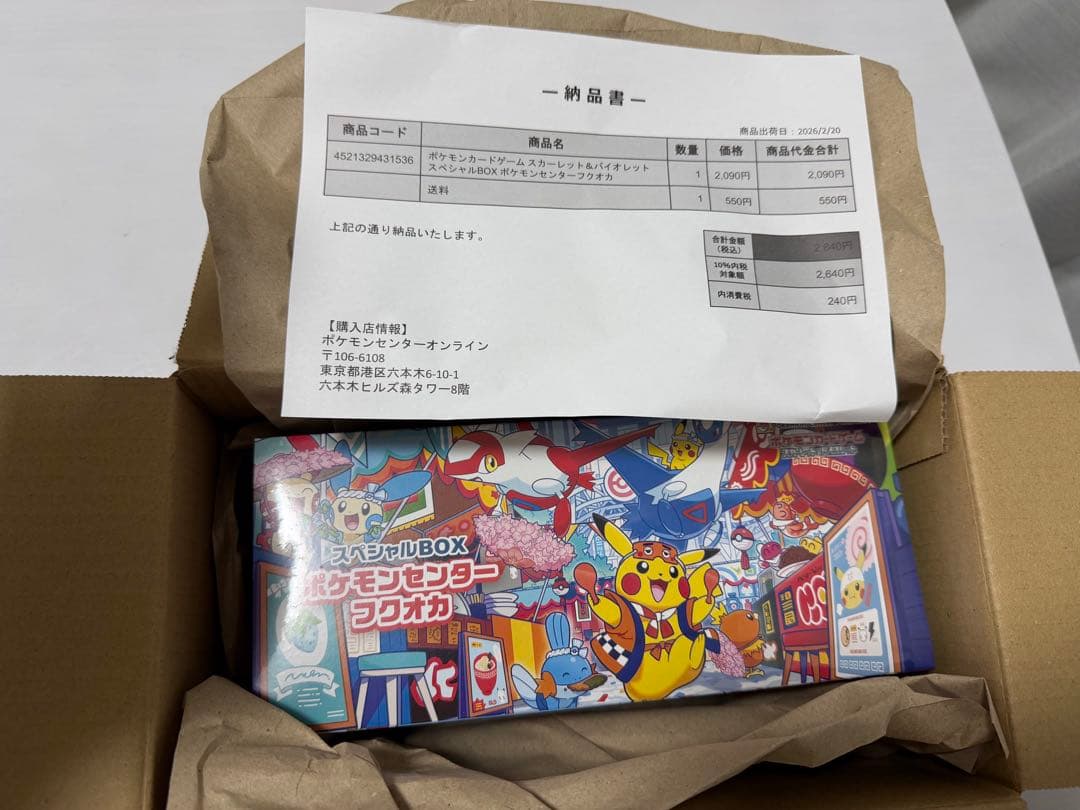 ー納品書ー
商品出荷日:2026/2/20
商品コード 商品名 数量 価格 商品代金合計
4521329431536 ポケモンカードゲーム スカーレット&バイオレット
スペシャルBOX ポケモンセンターフクオカ 1 2,090円 2,090円
送料 1 550円 550円
上記の通り納品いたします。
合計金額
(税込) 2,640円
10%内税
対象額 2,640円
内消費税 240円
【購入店情報】
ポケモンセンターオンライン
〒106-6108
東京都港区六本木6-10-1
六本木ヒルズ森タワー8階
ポケモンカードゲーム
スペシャルBOX
ポケモンセンター
フクオカ